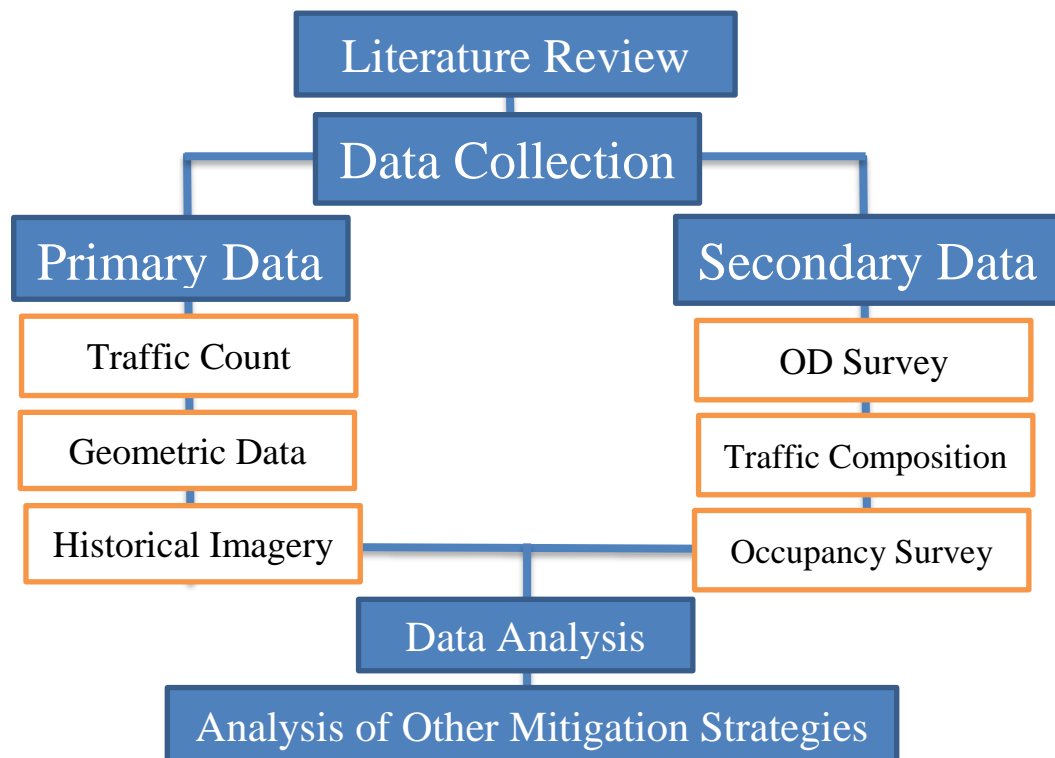 Literature Review
Data Collection
Primary Data
Secondary Data
Traffic Count
OD Survey
Geometric Data
Traffic Composition
Historical Imagery
Occupancy Survey
Data Analysis
Analysis of Other Mitigation Strategies